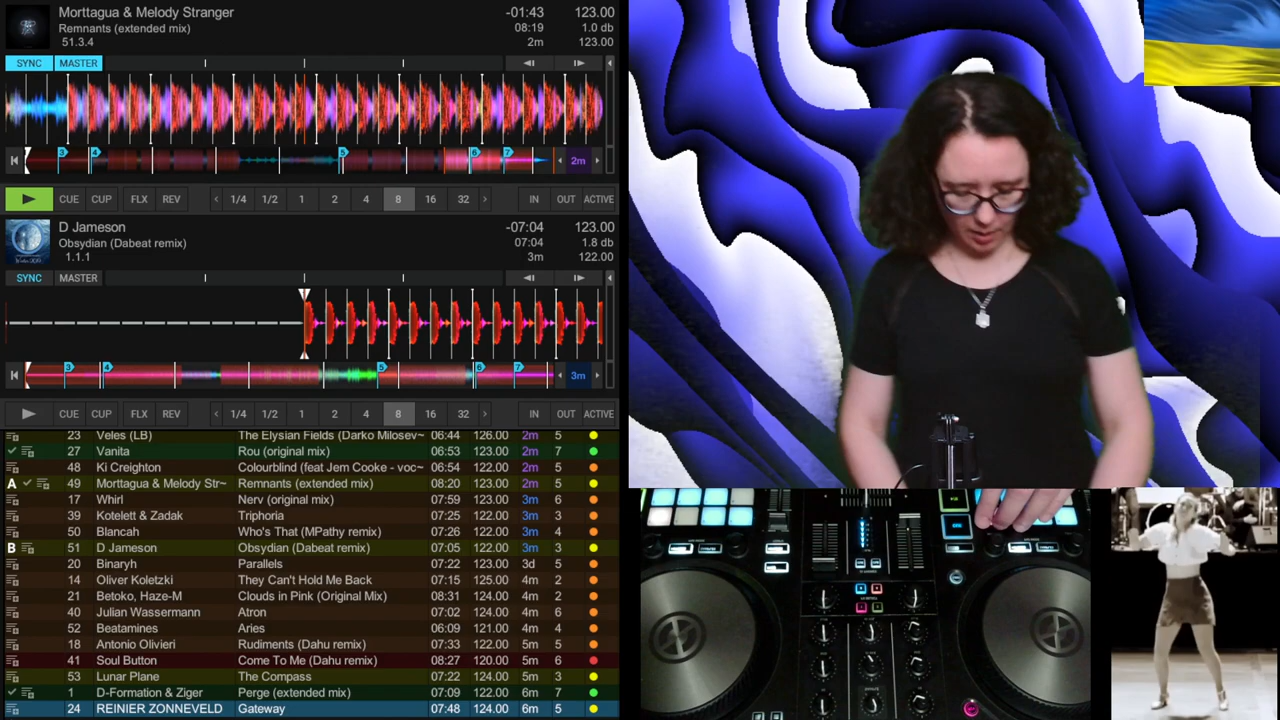 Morttagua & Melody Stranger -01:43 123.00
Remnants (extended mix) 08:19 1.0 db
51.3.4 2m 123.00
SYNC MASTER
3 4 5 6 7 2m
CUE CUP FLX REV 1/4 1/2 1 2 4 8 16 32 IN OUT ACTIVE
D Jameson -07:04 123.00
Obsydian (Dabeat remix) 07:04 1.8 db
1.1.1 3m 122.00
SYNC MASTER
3 4 5 6 7 3m
CUE CUP FLX REV 1/4 1/2 1 2 4 8 16 32 IN OUT ACTIVE
23 Veles (LB) The Elysian Fields (Darko Milosev~ 06:44 126.00 2m 5
27 Vanita Rou (original mix) 06:53 123.00 2m 7
48 Ki Creighton Colourblind (feat Jem Cooke - voc~ 06:54 122.00 2m 5
A 49 Morttagua & Melody Str~ Remnants (extended mix) 08:20 123.00 2m 5
17 Whirl Nerv (original mix) 07:59 123.00 3m 6
39 Kotelett & Zadak Triphoria 07:25 122.00 3m 3
50 Blancah Who's That (MPathy remix) 07:26 122.00 3m 4
B 51 D Jameson Obsydian (Dabeat remix) 07:05 122.00 3m 3
20 Binaryh Parallels 07:22 123.00 3d 5
14 Oliver Koletzki They Can't Hold Me Back 07:15 125.00 4m 2
21 Betoko, Haze-M Clouds in Pink (Original Mix) 08:31 124.00 4m 2
40 Julian Wassermann Atron 07:02 124.00 4m 6
52 Beatamines Aries 06:09 121.00 4m 4
18 Antonio Olivieri Rudiments (Dahu remix) 07:33 122.00 5m 5
41 Soul Button Come To Me (Dahu remix) 08:27 120.00 5m 6
53 Lunar Plane The Compass 07:22 124.00 5m 3
1 D-Formation & Ziger Perge (extended mix) 07:09 122.00 6m 7
24 REINIER ZONNEVELD Gateway 07:48 124.00 6m 5